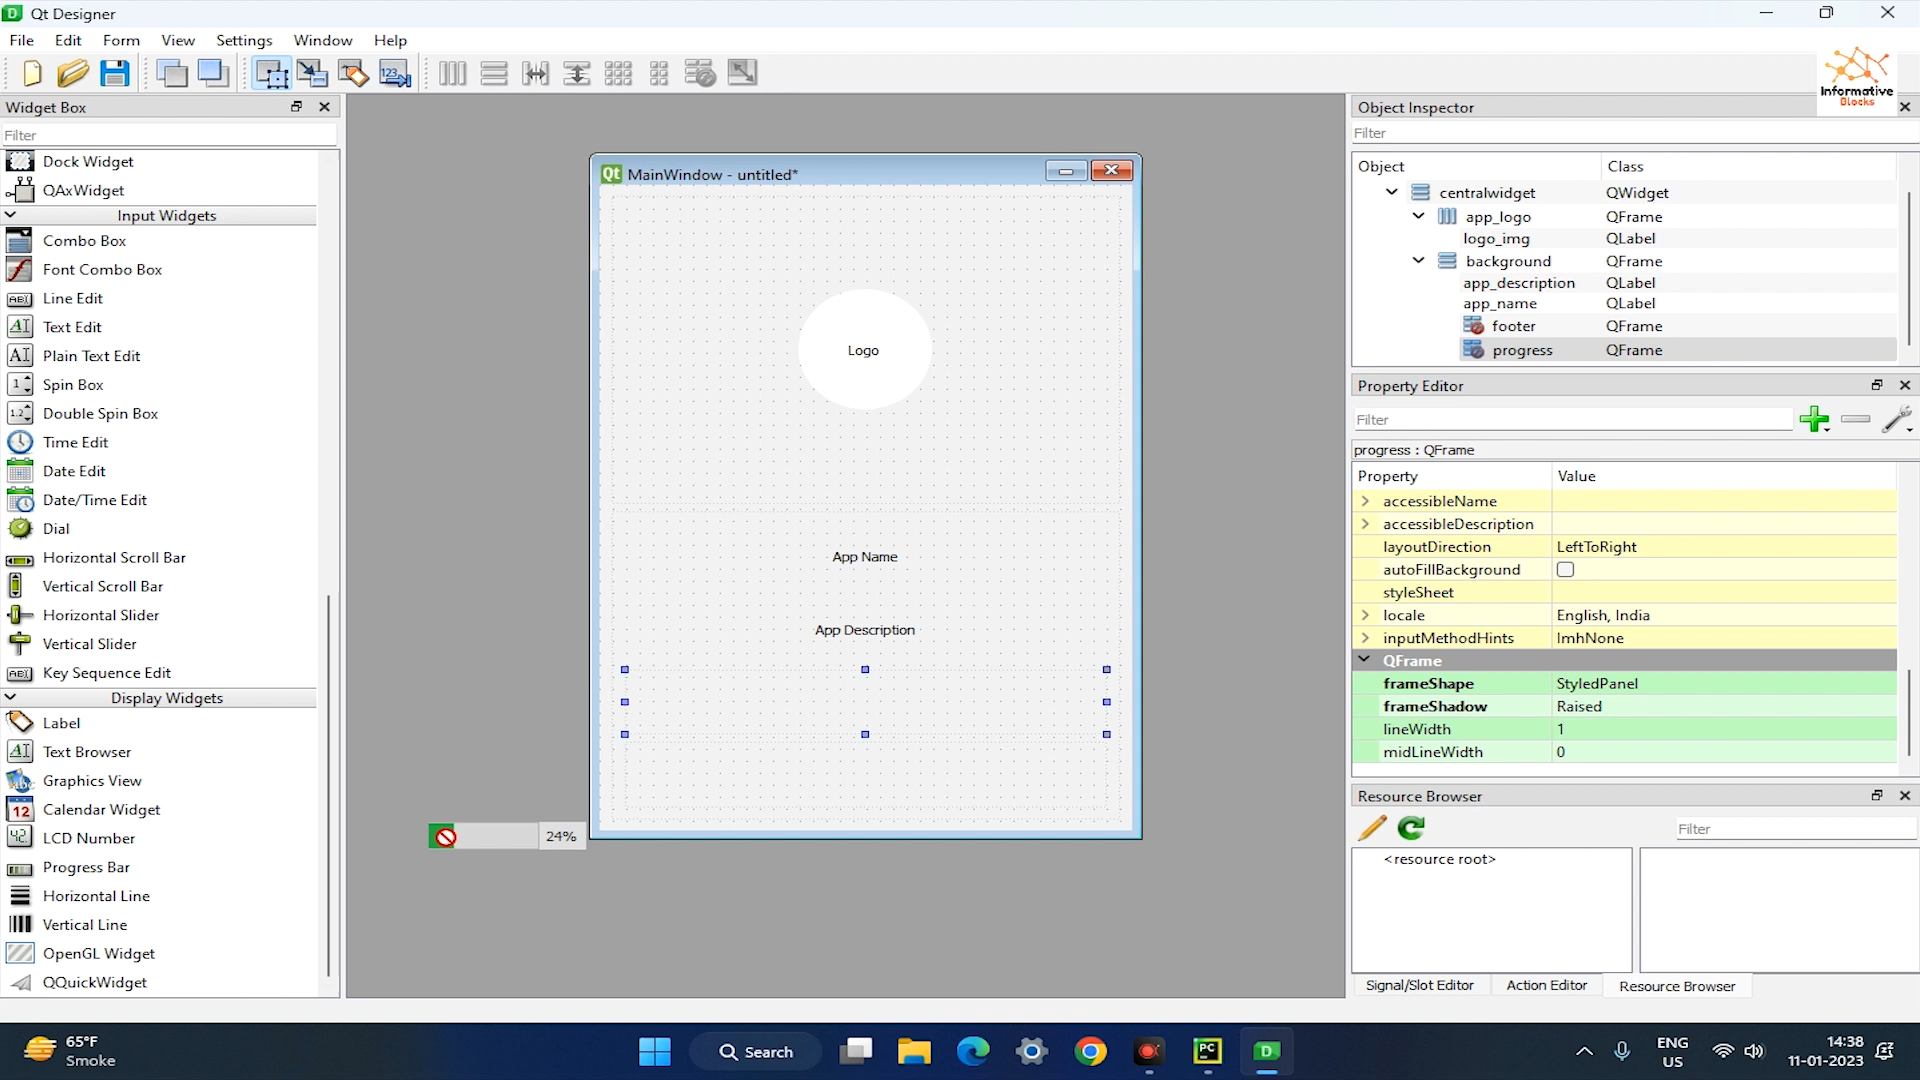 Qt Designer
File Edit Form View Settings Window Help
Informative
Blocks
Widget Box
Filter
Dock Widget
QAxWidget
Input Widgets
Combo Box
Font Combo Box
Line Edit
Text Edit
Plain Text Edit
Spin Box
Double Spin Box
Time Edit
Date Edit
Date/Time Edit
Dial
Horizontal Scroll Bar
Vertical Scroll Bar
Horizontal Slider
Vertical Slider
Key Sequence Edit
Display Widgets
Label
Text Browser
Graphics View
Calendar Widget
LCD Number
Progress Bar
Horizontal Line
Vertical Line
OpenGL Widget
QQuickWidget
MainWindow - untitled*
Logo
App Name
App Description
24%
Object Inspector
Filter
Object Class
centralwidget QWidget
app_logo QFrame
logo_img QLabel
background QFrame
app_description QLabel
app_name QLabel
footer QFrame
progress QFrame
Property Editor
Filter
progress : QFrame
Property Value
accessibleName
accessibleDescription
layoutDirection LeftToRight
autoFillBackground
styleSheet
locale English, India
inputMethodHints ImhNone
QFrame
frameShape StyledPanel
frameShadow Raised
lineWidth 1
midLineWidth 0
Resource Browser
Filter
<resource root>
Signal/Slot Editor Action Editor Resource Browser
65°F
Smoke
Search
ENG
US
14:38
11-01-2023